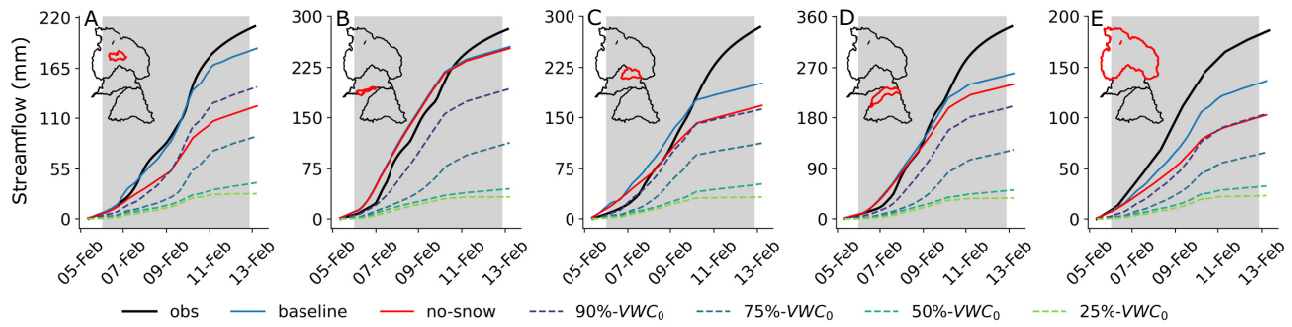 A B C D E
Streamflow (mm)
220 165 110 55 0
300 225 150 75 0
300 225 150 75 0
360 270 180 90 0
200 150 100 50 0
05-Feb 07-Feb 09-Feb 11-Feb 13-Feb
05-Feb 07-Feb 09-Feb 11-Feb 13-Feb
05-Feb 07-Feb 09-Feb 11-Feb 13-Feb
05-Feb 07-Feb 09-Feb 11-Feb 13-Feb
05-Feb 07-Feb 09-Feb 11-Feb 13-Feb
obs baseline no-snow 90%-VWC₀ 75%-VWC₀ 50%-VWC₀ 25%-VWC₀